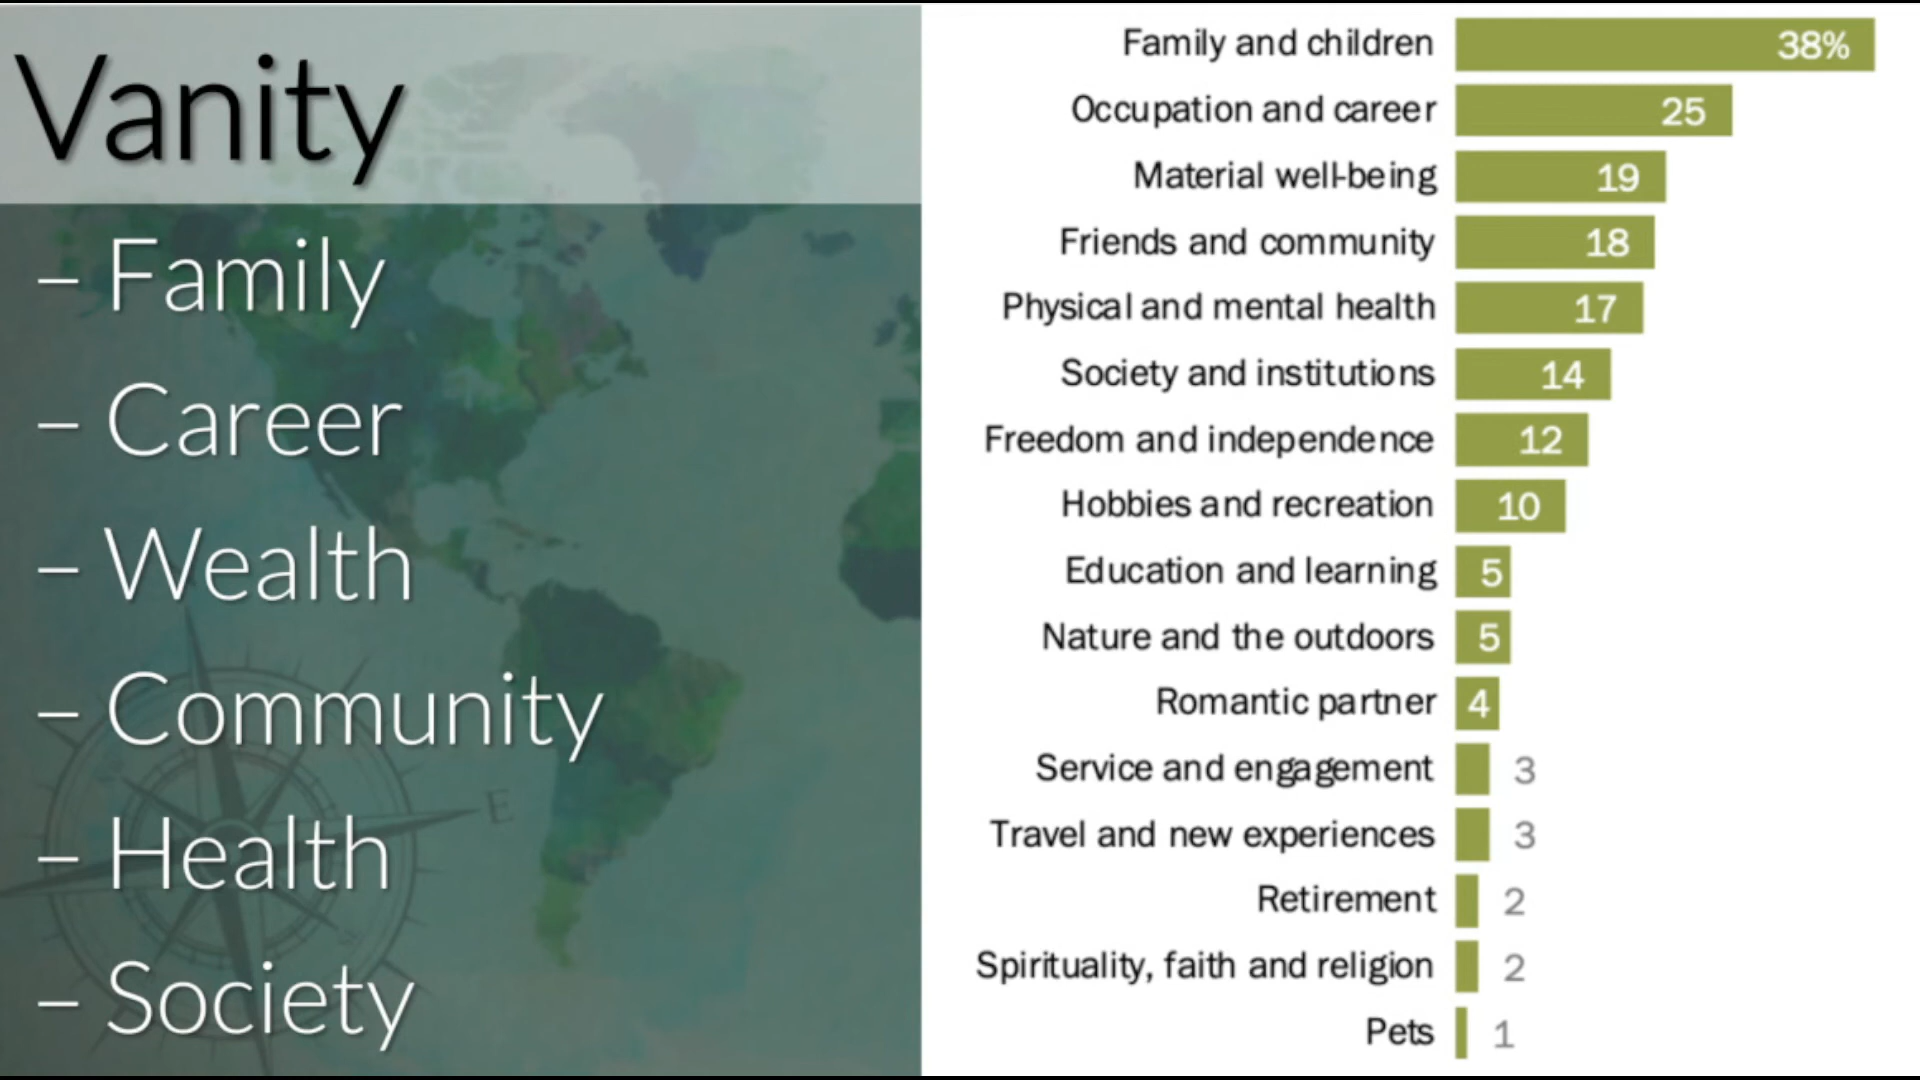 Vanity
– Family
– Career
– Wealth
– Community
– Health
– Society
E
Family and children 38%
Occupation and career 25
Material well-being 19
Friends and community 18
Physical and mental health 17
Society and institutions 14
Freedom and independence 12
Hobbies and recreation 10
Education and learning 5
Nature and the outdoors 5
Romantic partner 4
Service and engagement 3
Travel and new experiences 3
Retirement 2
Spirituality, faith and religion 2
Pets 1